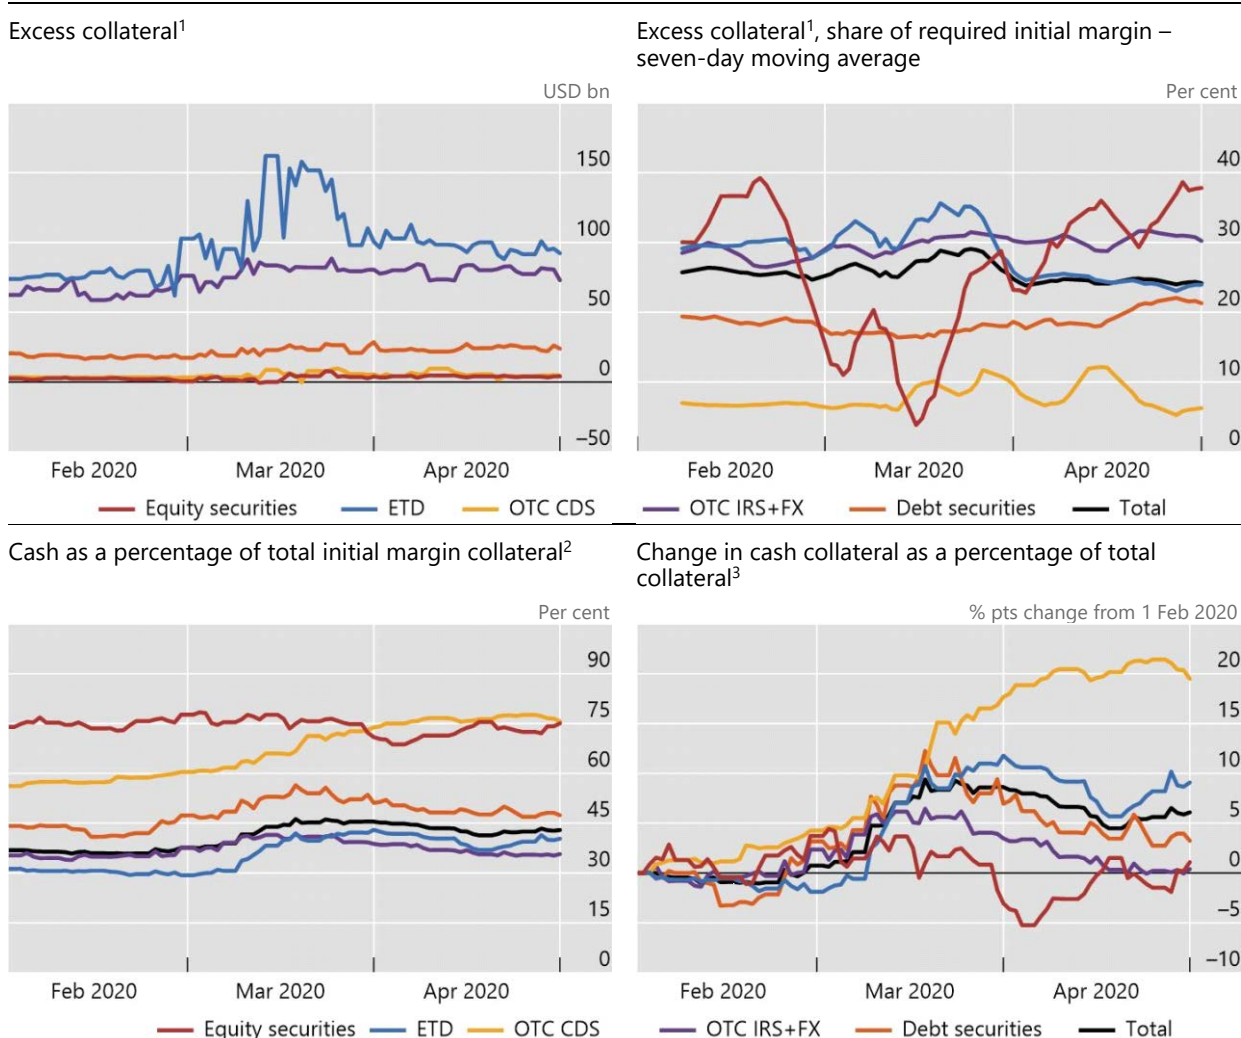 Excess collateral¹
USD bn
150
100
50
0
–50
Feb 2020 Mar 2020 Apr 2020
Excess collateral¹, share of required initial margin –
seven-day moving average
Per cent
40
30
20
10
0
Feb 2020 Mar 2020 Apr 2020
Equity securities ETD OTC CDS OTC IRS+FX Debt securities Total
Cash as a percentage of total initial margin collateral²
Per cent
90
75
60
45
30
15
0
Feb 2020 Mar 2020 Apr 2020
Change in cash collateral as a percentage of total
collateral³
% pts change from 1 Feb 2020
20
15
10
5
0
–5
–10
Feb 2020 Mar 2020 Apr 2020
Equity securities ETD OTC CDS OTC IRS+FX Debt securities Total